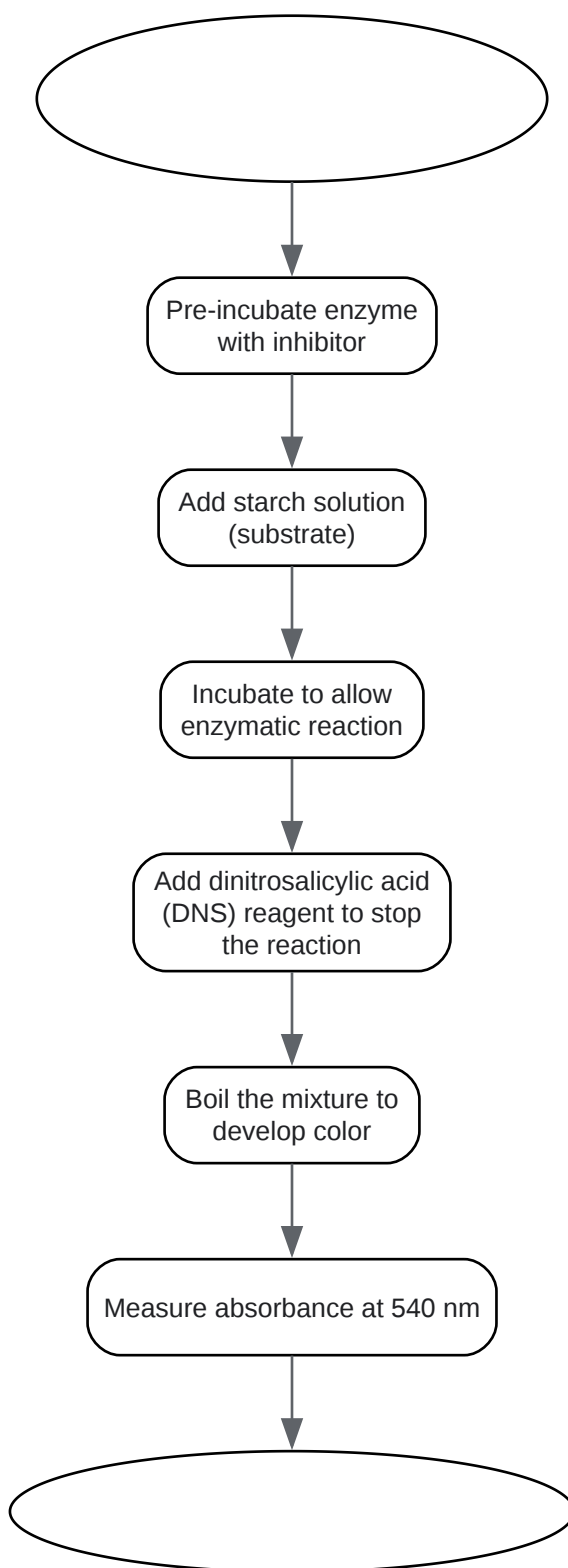 Pre-incubate enzyme
with inhibitor
Add starch solution
(substrate)
Incubate to allow
enzymatic reaction
Add dinitrosalicylic acid
(DNS) reagent to stop
the reaction
Boil the mixture to
develop color
Measure absorbance at 540 nm